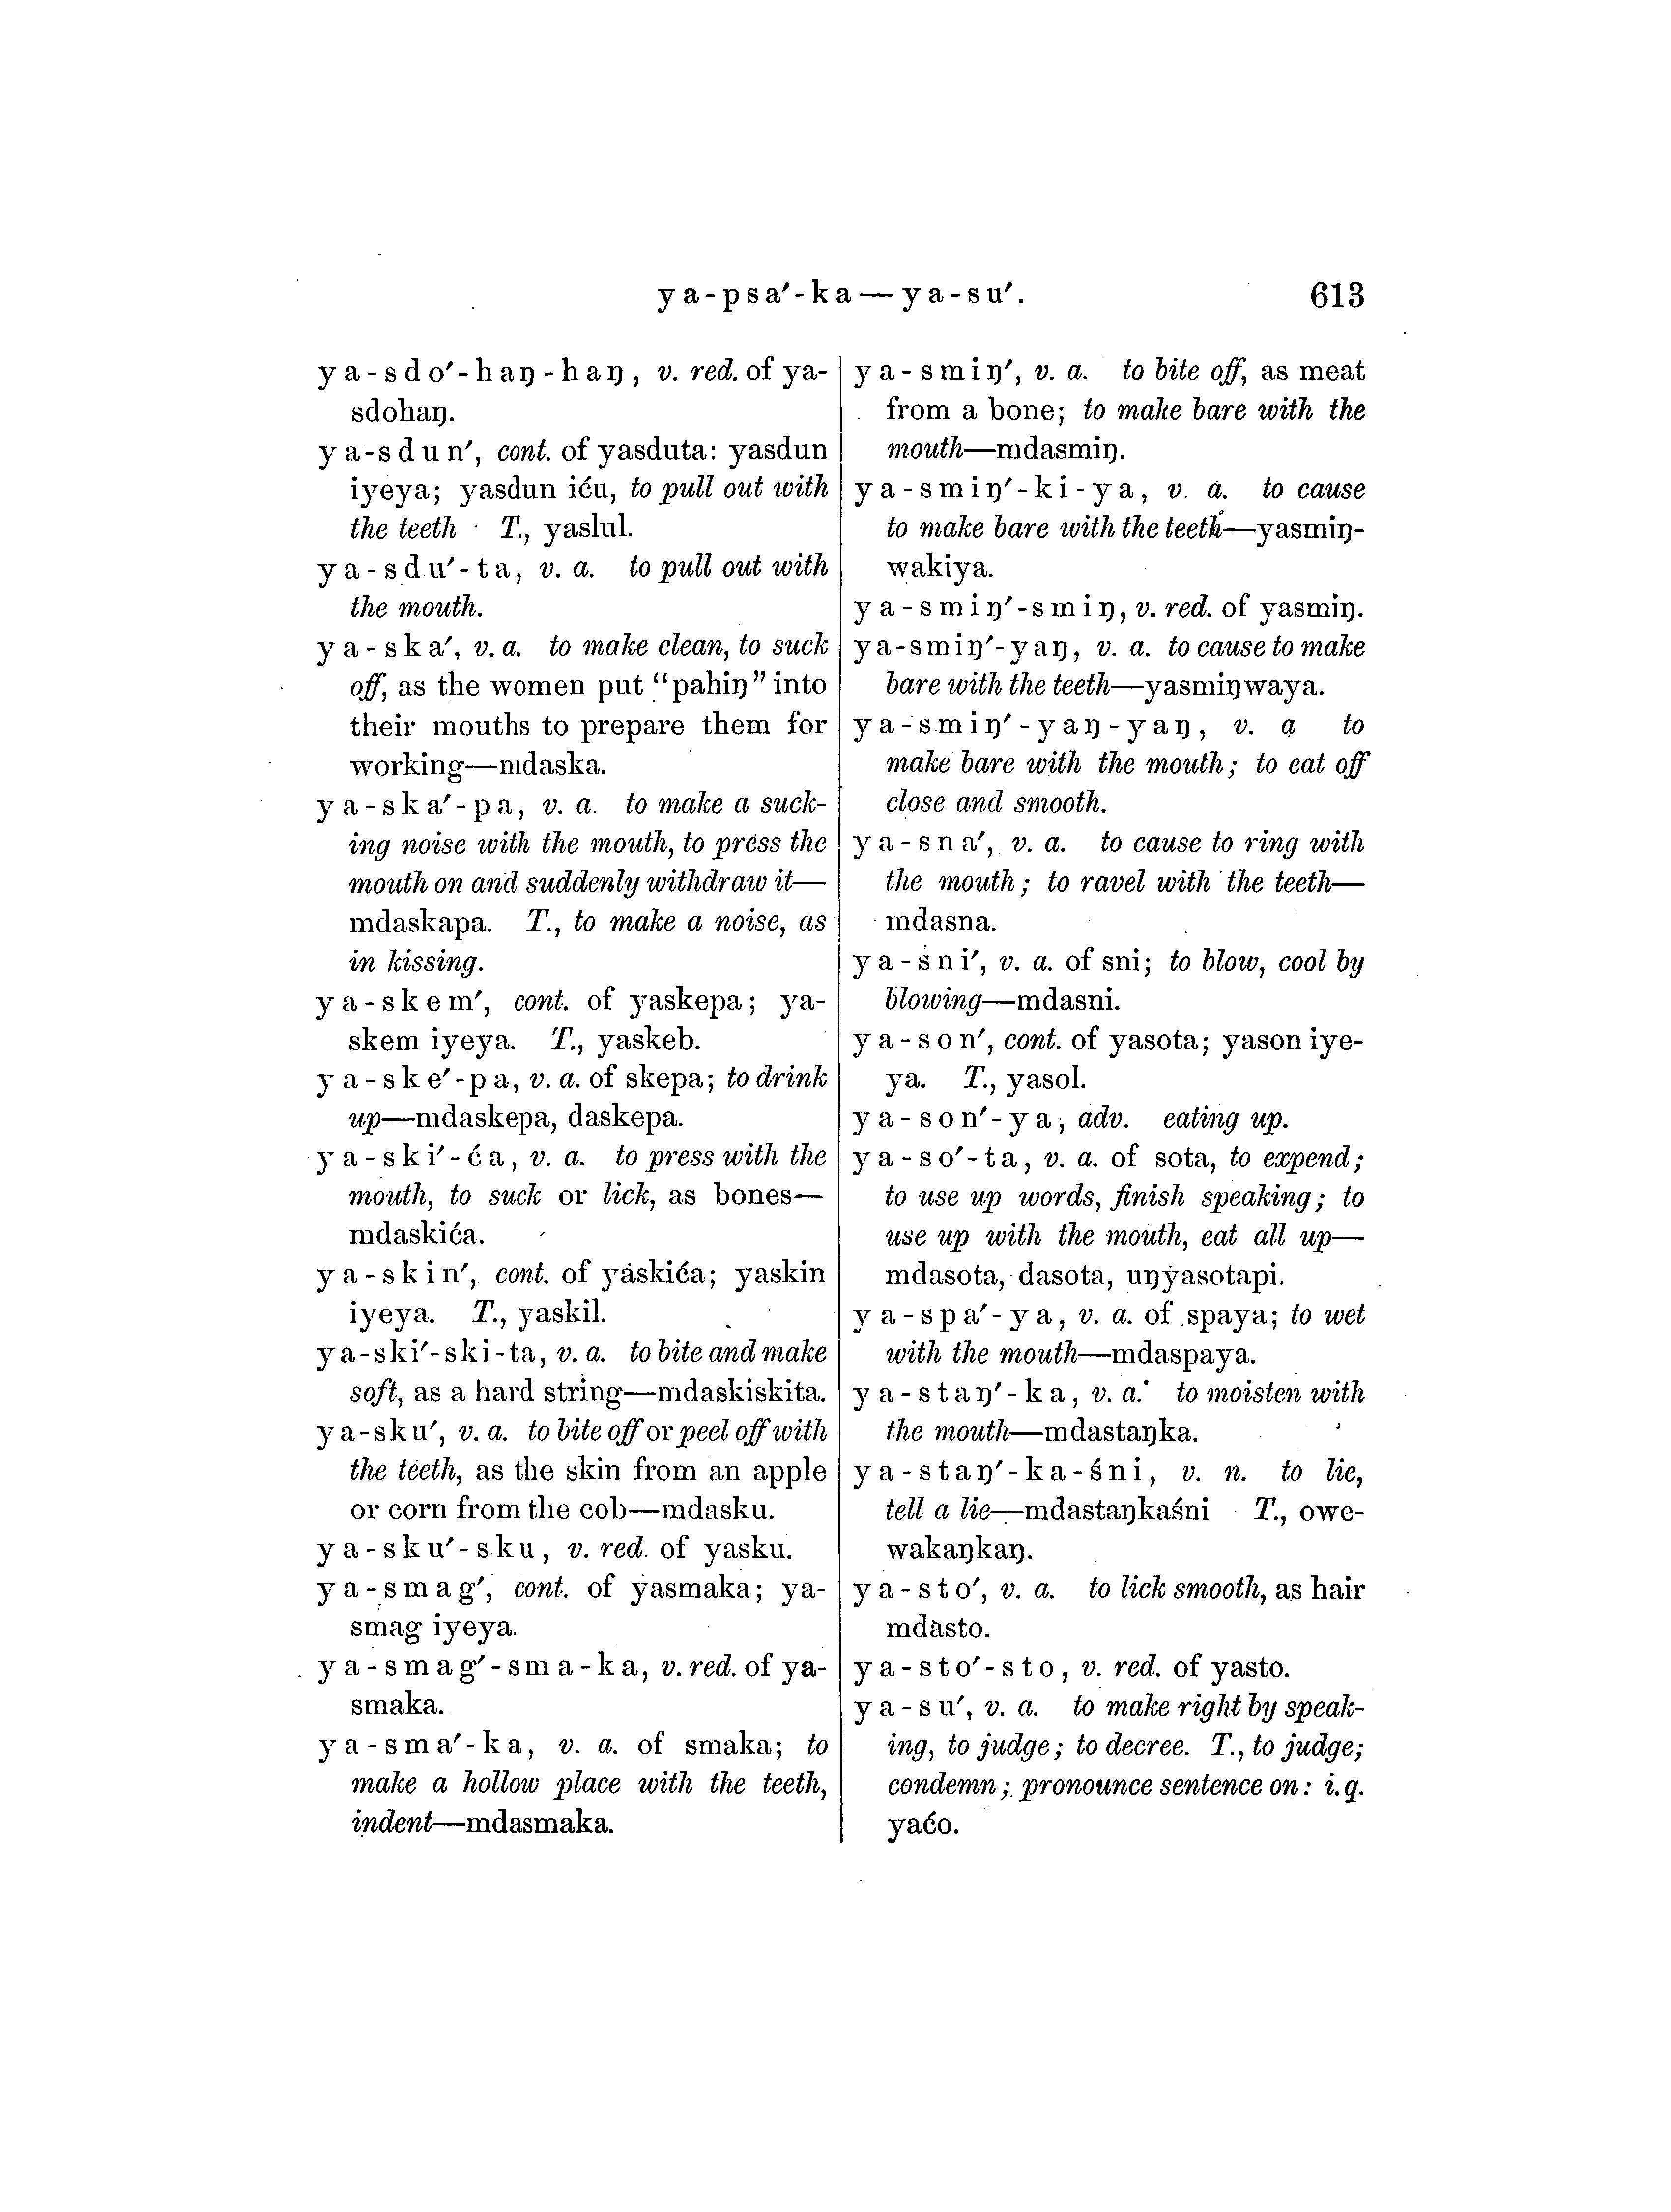 ya-psa′-ka—ya-su′. 613
ya-sdo′-haŋ-haŋ, v. red. of ya-
sdohaŋ.
ya-sdun′, cont. of yasduta: yasdun
iyeya; yasdun iću, to pull out with
the teeth T., yaslul.
ya-sdu′-ta, v. a. to pull out with
the mouth.
ya-ska′, v. a. to make clean, to suck
off, as the women put “pahiŋ” into
their mouths to prepare them for
working—mdaska.
ya-ska′-pa, v. a. to make a suck-
ing noise with the mouth, to press the
mouth on and suddenly withdraw it—
mdaskapa. T., to make a noise, as
in kissing.
ya-skem′, cont. of yaskepa; ya-
skem iyeya. T., yaskeb.
ya-ske′-pa, v. a. of skepa; to drink
up—mdaskepa, daskepa.
ya-ski′-ća, v. a. to press with the
mouth, to suck or lick, as bones—
mdaskića.
ya-skin′, cont. of yaskića; yaskin
iyeya. T., yaskil.
ya-ski′-ski-ta, v. a. to bite and make
soft, as a hard string—mdaskiskita.
ya-sku′, v. a. to bite off or peel off with
the teeth, as the skin from an apple
or corn from the cob—mdasku.
ya-sku′-sku, v. red. of yasku.
ya-smag′, cont. of yasmaka; ya-
smag iyeya.
ya-smag′-sma-ka, v. red. of ya-
smaka.
ya-sma′-ka, v. a. of smaka; to
make a hollow place with the teeth,
indent—mdasmaka.
ya-smiŋ′, v. a. to bite off, as meat
from a bone; to make bare with the
mouth—mdasmiŋ.
ya-smiŋ′-ki-ya, v. a. to cause
to make bare with the teeth—yasmiŋ-
wakiya.
ya-smiŋ′-smiŋ, v. red. of yasmiŋ.
ya-smiŋ′-yaŋ, v. a. to cause to make
bare with the teeth—yasmiŋwaya.
ya-smiŋ′-yaŋ-yaŋ, v. a to
make bare with the mouth; to eat off
close and smooth.
ya-sna′, v. a. to cause to ring with
the mouth; to ravel with the teeth—
mdasna.
ya-sni′, v. a. of sni; to blow, cool by
blowing—mdasni.
ya-son′, cont. of yasota; yason iye-
ya. T., yasol.
ya-son′-ya, adv. eating up.
ya-so′-ta, v. a. of sota, to expend;
to use up words, finish speaking; to
use up with the mouth, eat all up—
mdasota, dasota, uŋyasotapi.
ya-spa′-ya, v. a. of spaya; to wet
with the mouth—mdaspaya.
ya-staŋ′-ka, v. a. to moisten with
the mouth—mdastaŋka.
ya-staŋ′-ka-śni, v. n. to lie,
tell a lie—mdastaŋkaśni T., owe-
wakaŋkaŋ.
ya-sto′, v. a. to lick smooth, as hair
mdasto.
ya-sto′-sto, v. red. of yasto.
ya-su′, v. a. to make right by speak-
ing, to judge; to decree. T., to judge;
condemn; pronounce sentence on: i. q.
yaćo.